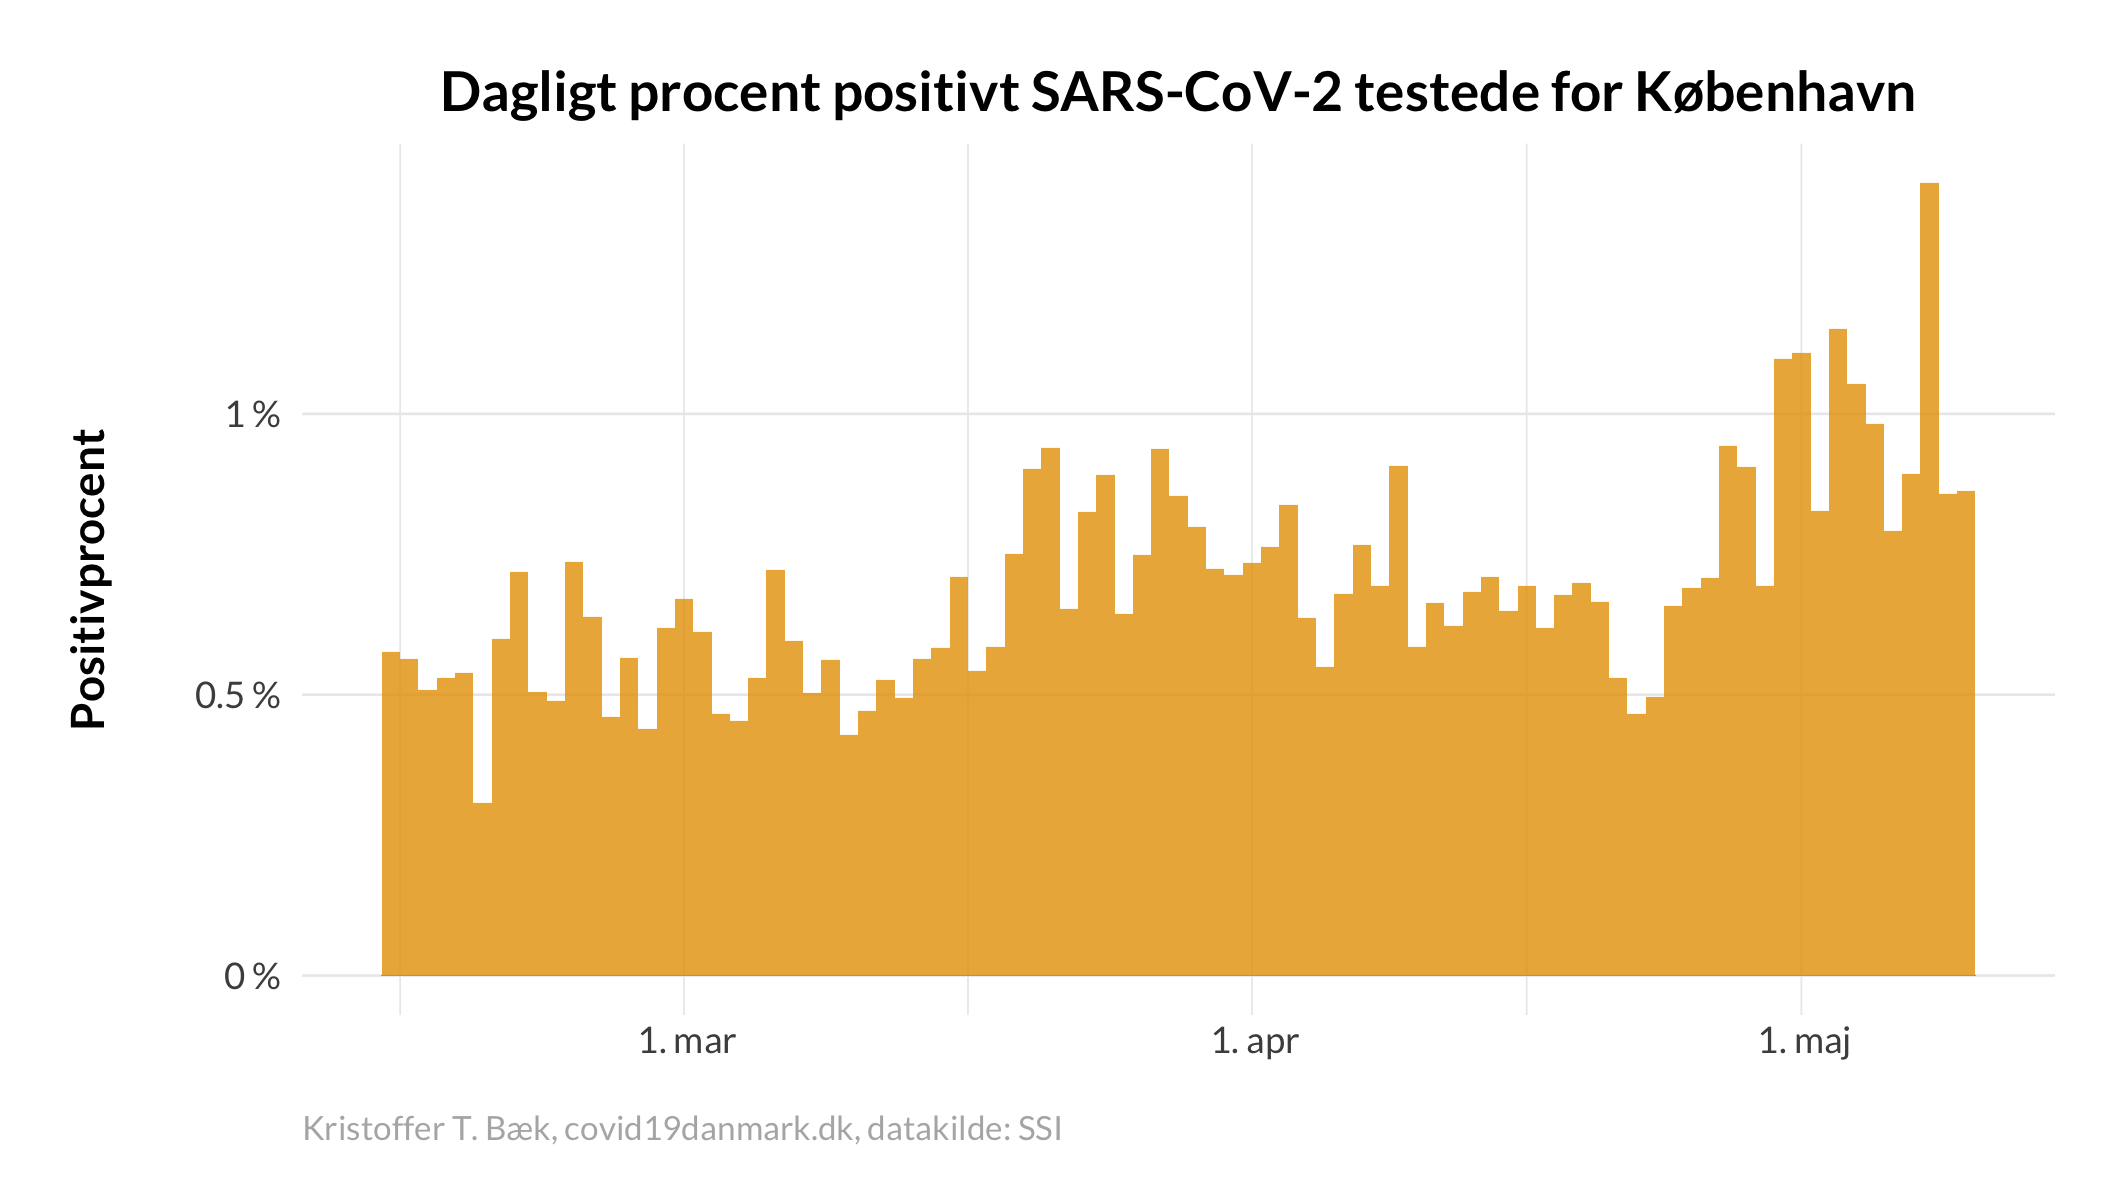 Dagligt procent positivt SARS-CoV-2 testede for København
Positivprocent
1 %
0.5 %
0 %
1. mar
1. apr
1. maj
Kristoffer T. Bæk, covid19danmark.dk, datakilde: SSI